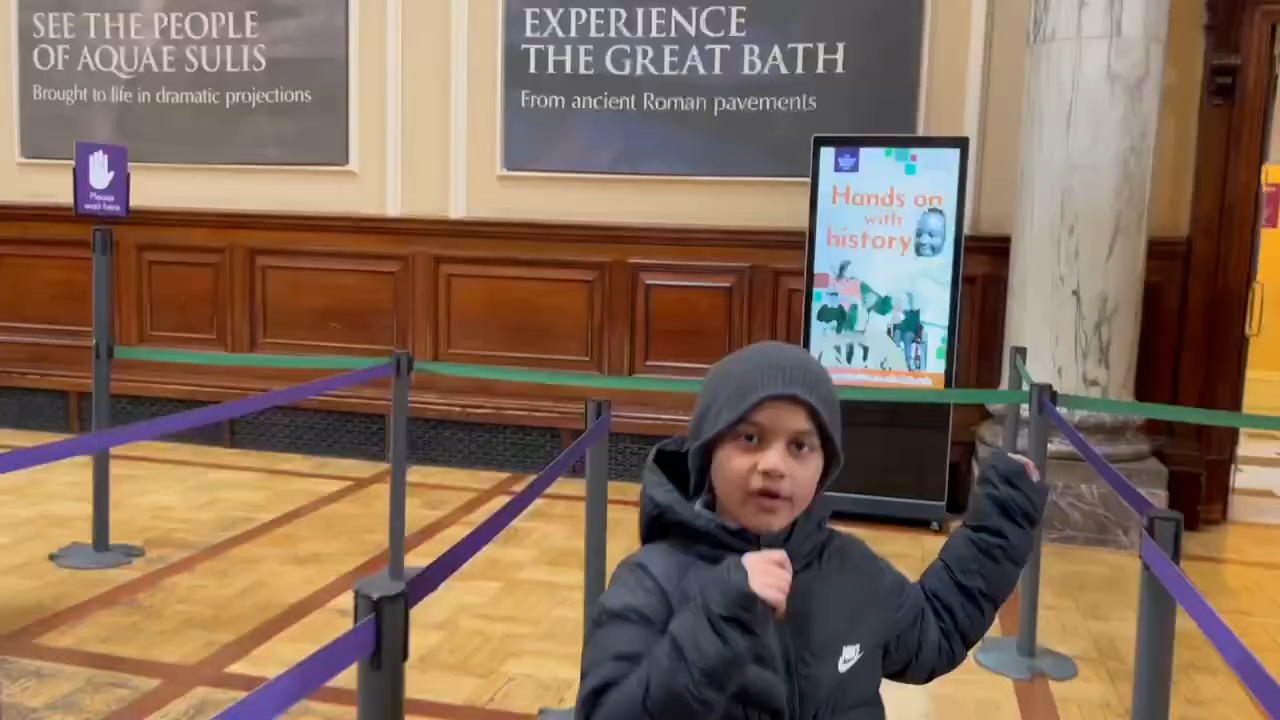 SEE THE PEOPLE
OF AQUAE SULIS
Brought to life in dramatic projections
EXPERIENCE
THE GREAT BATH
From ancient Roman pavements
Please
wait here
Hands on
with
history